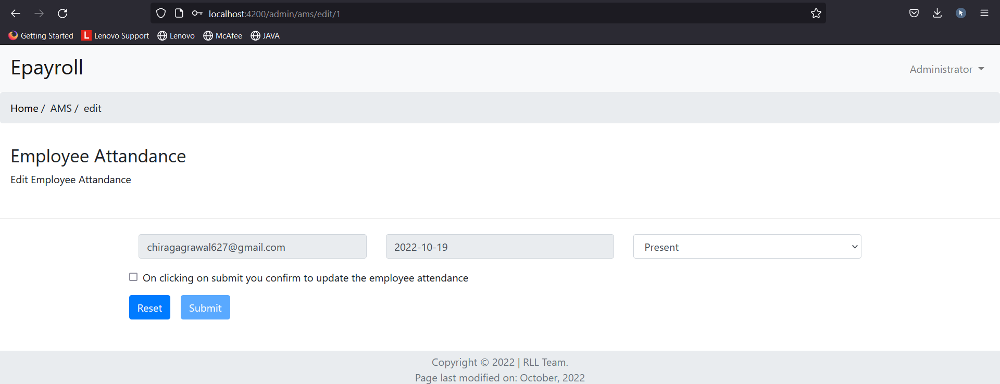 localhost:4200/admin/ams/edit/1
Getting Started L Lenovo Support Lenovo McAfee JAVA
Epayroll
Administrator
Home / AMS / edit
Employee Attandance
Edit Employee Attandance
chiragagrawal627@gmail.com 2022-10-19 Present
On clicking on submit you confirm to update the employee attendance
Reset Submit
Copyright © 2022 | RLL Team.
Page last modified on: October, 2022